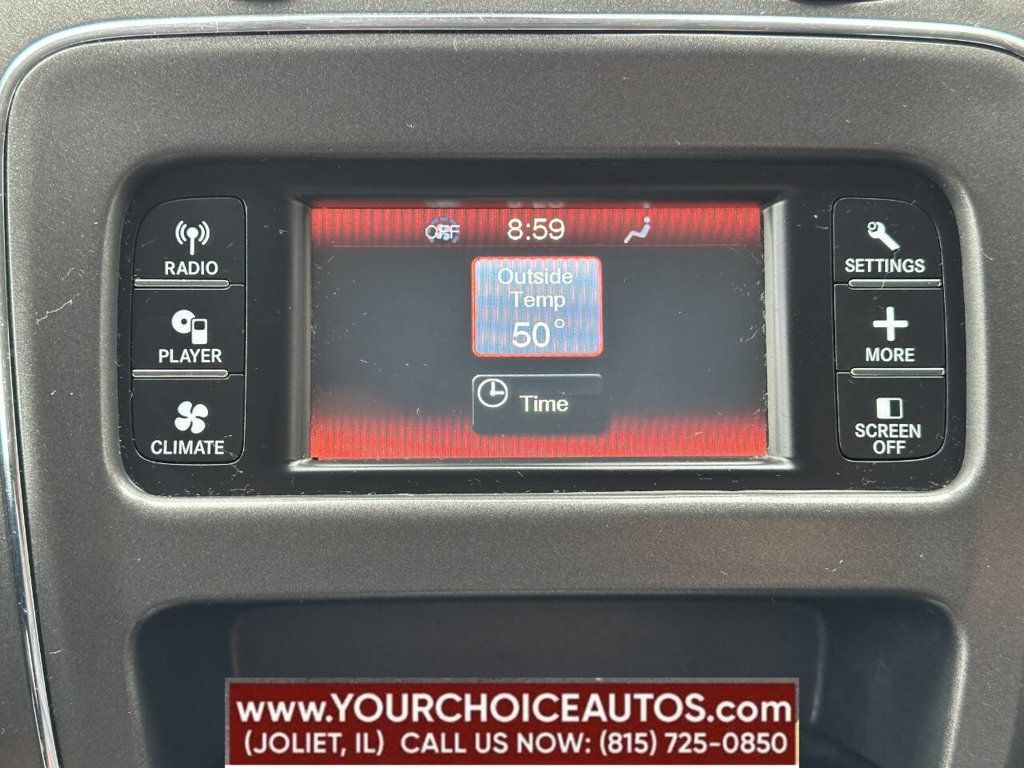 RADIO
PLAYER
CLIMATE
OFF
8:59
Outside
Temp
50°
Time
SETTINGS
MORE
SCREEN
OFF
www.YOURCHOICEAUTOS.com
(JOLIET, IL) CALL US NOW: (815) 725-0850